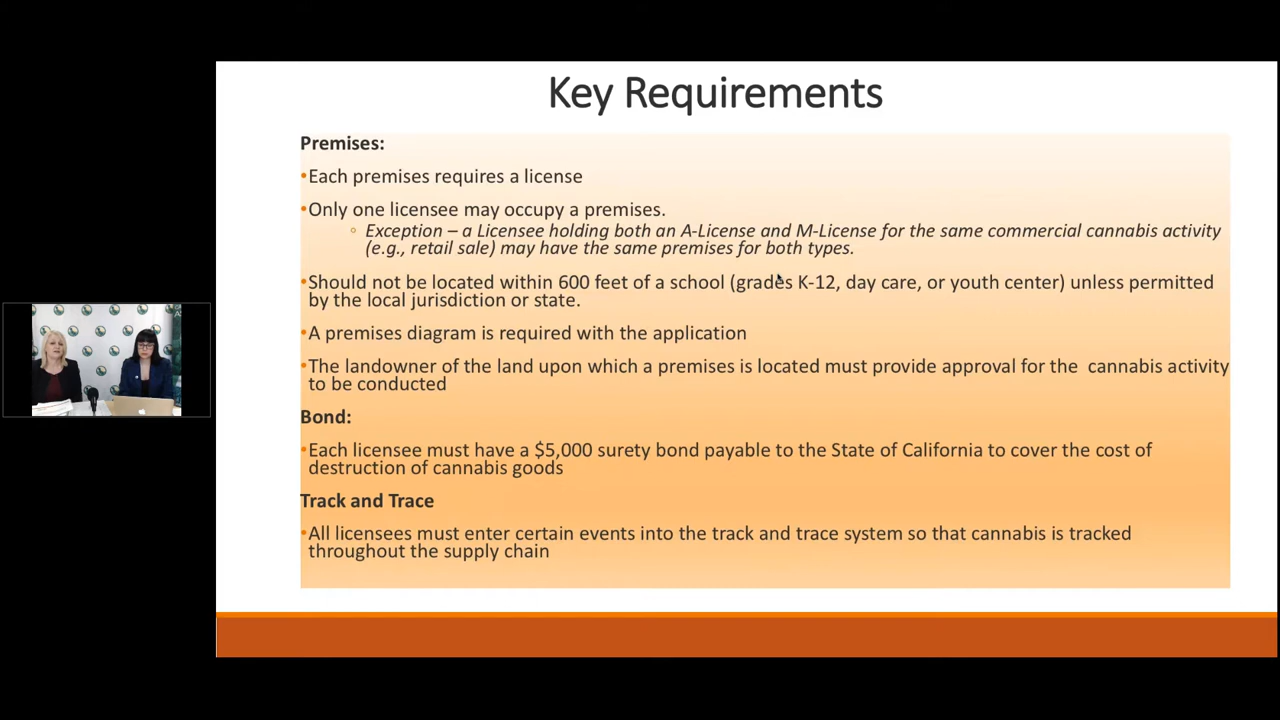 Key Requirements
Premises:
•Each premises requires a license
•Only one licensee may occupy a premises.
◦ Exception – a Licensee holding both an A-License and M-License for the same commercial cannabis activity
(e.g., retail sale) may have the same premises for both types.
•Should not be located within 600 feet of a school (grades K-12, day care, or youth center) unless permitted
by the local jurisdiction or state.
•A premises diagram is required with the application
•The landowner of the land upon which a premises is located must provide approval for the  cannabis activity
to be conducted
Bond:
•Each licensee must have a $5,000 surety bond payable to the State of California to cover the cost of
destruction of cannabis goods
Track and Trace
•All licensees must enter certain events into the track and trace system so that cannabis is tracked
throughout the supply chain